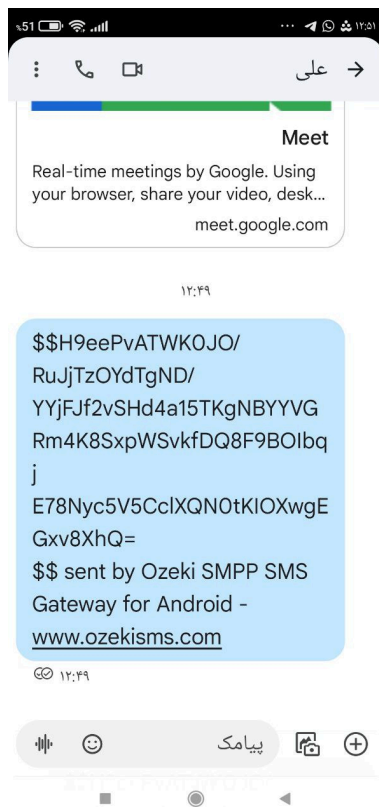 %51
۱۲:۵۱
علی
Meet
Real-time meetings by Google. Using
your browser, share your video, desk...
meet.google.com
۱۲:۴۹
$$H9eePvATWK0JO/
RuJjTzOYdTgND/
YYjFJf2vSHd4a15TKgNBYYVG
Rm4K8SxpWSvkfDQ8F9BOIbq
j
E78Nyc5V5CclXQN0tKIOXwgE
Gxv8XhQ=
$$ sent by Ozeki SMPP SMS
Gateway for Android -
www.ozekisms.com
۱۲:۴۹
پیامک